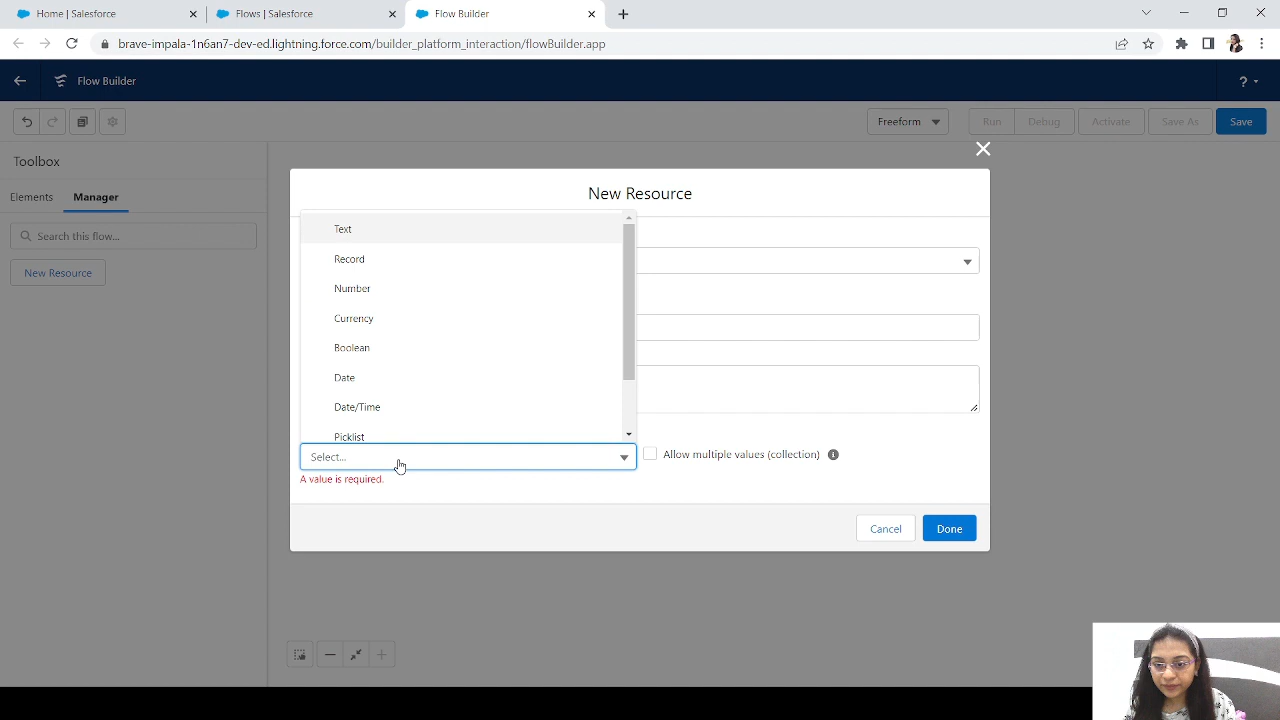 Home | Salesforce
Flows | Salesforce
Flow Builder
brave-impala-1n6an7-dev-ed.lightning.force.com/builder_platform_interaction/flowBuilder.app
Flow Builder
?
Freeform
Run
Debug
Activate
Save As
Save
Toolbox
Elements
Manager
Search this flow...
New Resource
New Resource
Text
Record
Number
Currency
Boolean
Date
Date/Time
Picklist
Select...
Allow multiple values (collection)
A value is required.
Cancel
Done